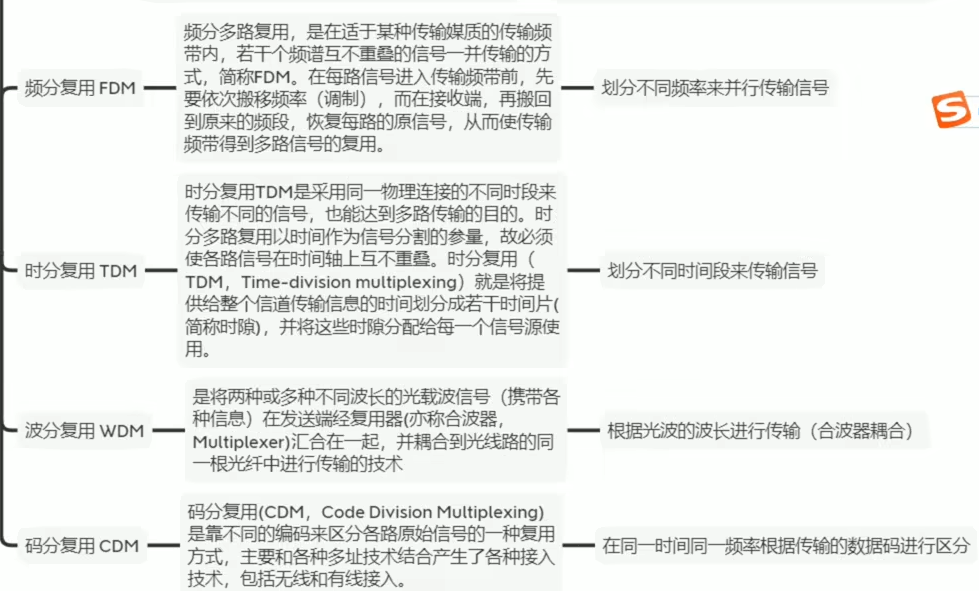 频分多路复用，是在适于某种传输媒质的传输频
带内，若干个频谱互不重叠的信号一并传输的方
式，简称FDM。在每路信号进入传输频带前，先
要依次搬移频率（调制），而在接收端，再搬回
到原来的频段，恢复每路的原信号，从而使传输
频带得到多路信号的复用。
频分复用 FDM
划分不同频率来并行传输信号
S
时分复用TDM是采用同一物理连接的不同时段来
传输不同的信号，也能达到多路传输的目的。时
分多路复用以时间作为信号分割的参量，故必须
使各路信号在时间轴上互不重叠。时分复用（
TDM，Time-division multiplexing）就是将提
供给整个信道传输信息的时间划分成若干时间片(
简称时隙)，并将这些时隙分配给每一个信号源使
用。
时分复用 TDM
划分不同时间段来传输信号
是将两种或多种不同波长的光载波信号（携带各
种信息）在发送端经复用器(亦称合波器，
Multiplexer)汇合在一起，并耦合到光线路的同
一根光纤中进行传输的技术
波分复用 WDM
根据光波的波长进行传输（合波器耦合）
码分复用(CDM，Code Division Multiplexing)
是靠不同的编码来区分各路原始信号的一种复用
方式，主要和各种多址技术结合产生了各种接入
技术，包括无线和有线接入。
码分复用 CDM
在同一时间同一频率根据传输的数据码进行区分